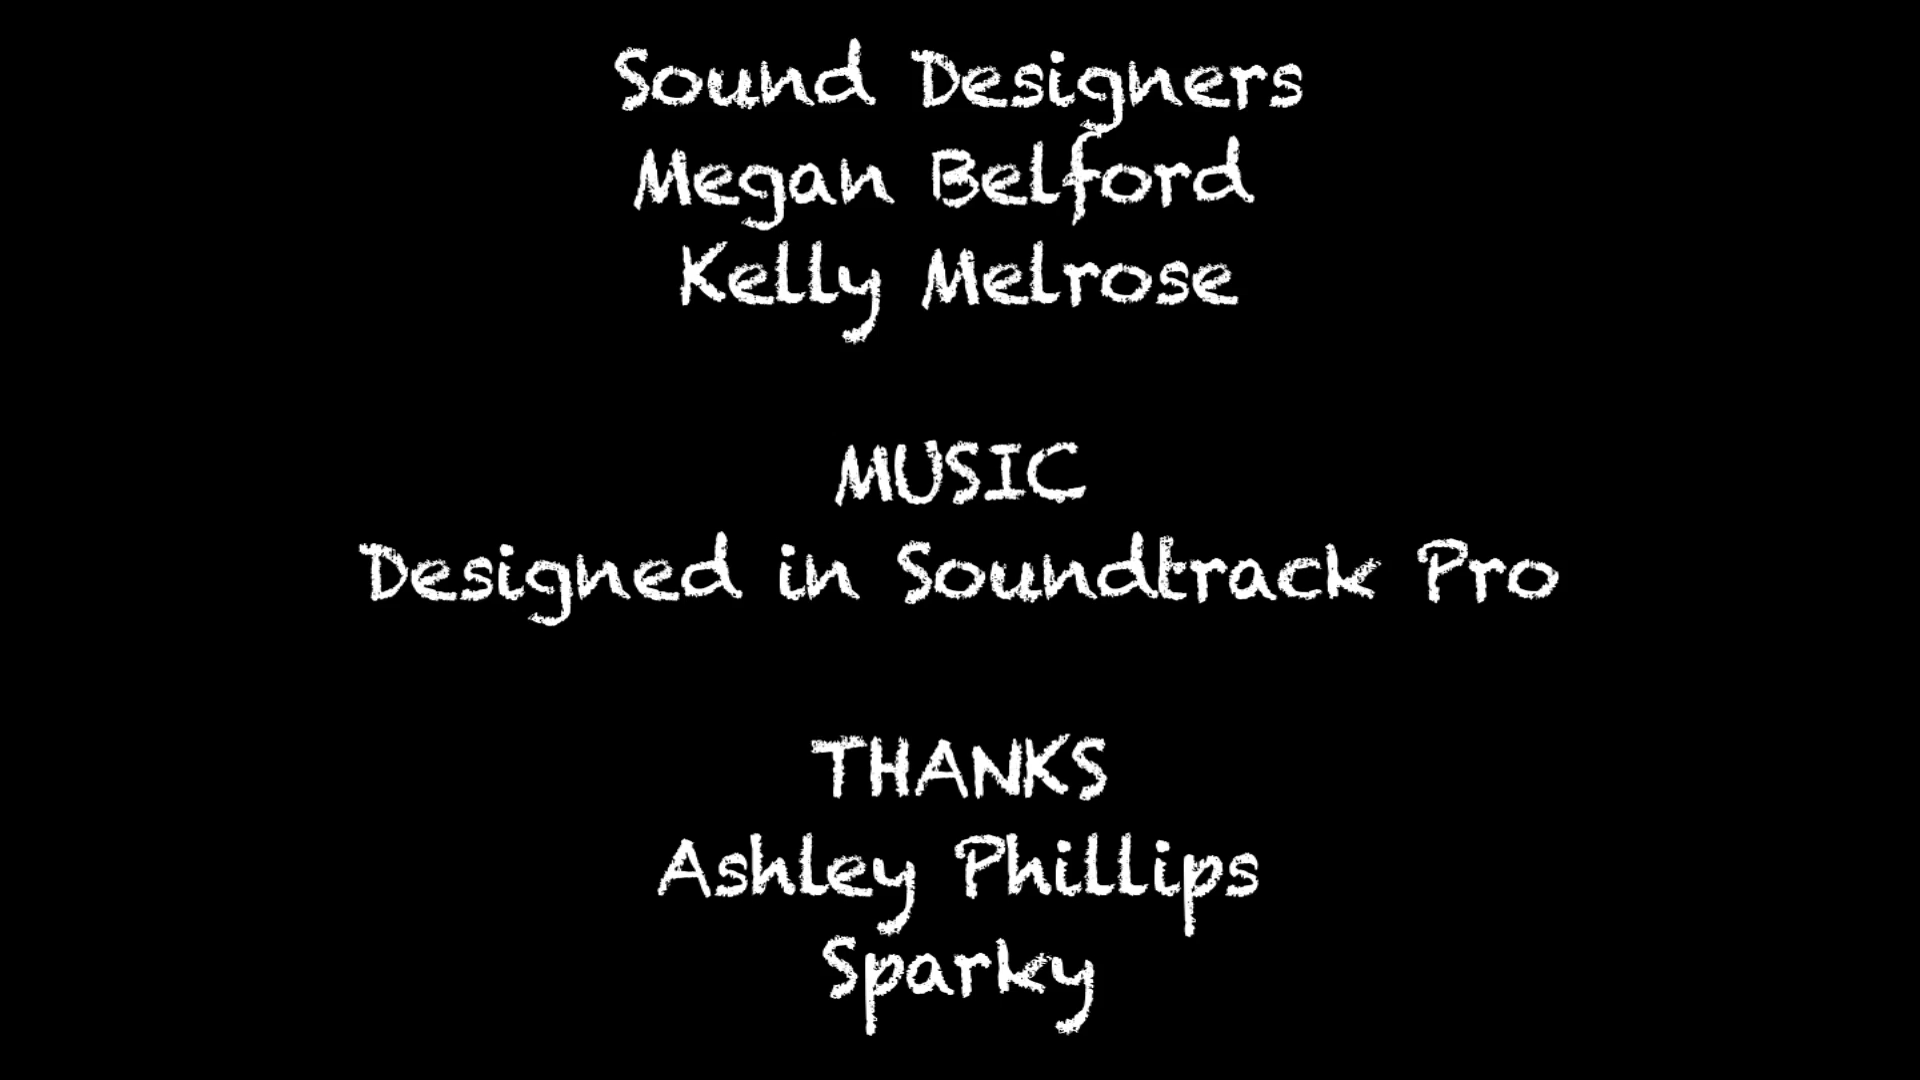 Sound Designers
Megan Belford
Kelly Melrose
MUSIC
Designed in Soundtrack Pro
THANKS
Ashley Phillips
Sparky